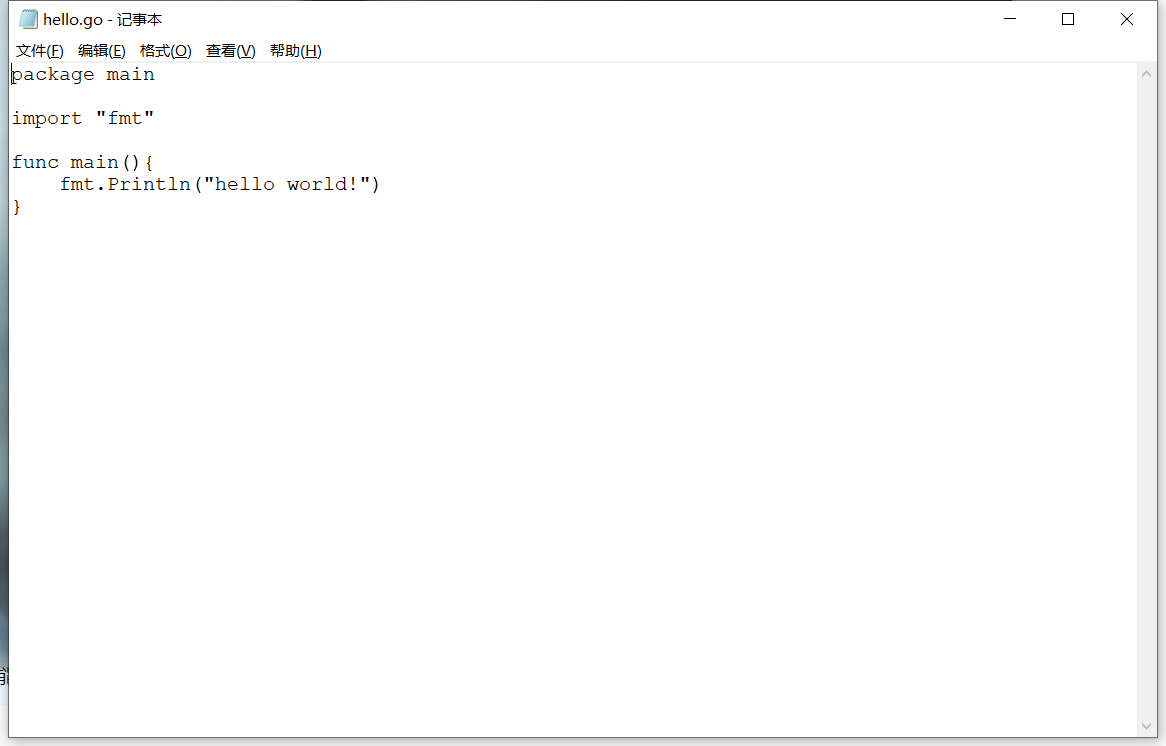 hello.go - 记事本
文件(F) 编辑(E) 格式(O) 查看(V) 帮助(H)
package main
import "fmt"
func main(){
    fmt.Println("hello world!")
}